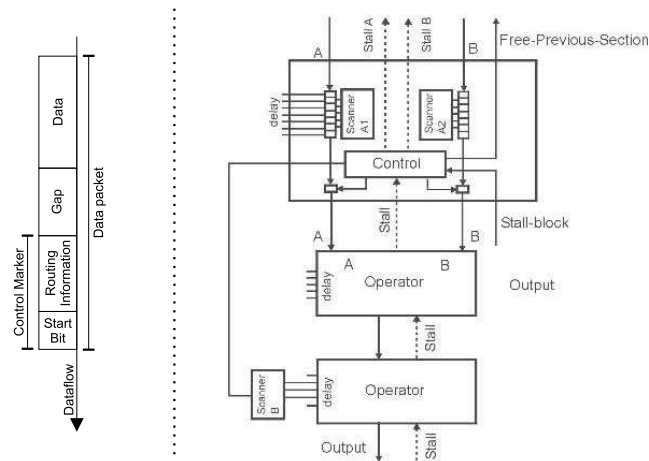 Data
Gap
Routing
Information
Start
Bit
Control Marker
Data packet
Dataflow
A
Stall A
Stall B
B
Free-Previous-Section
delay
Scanner
A1
Scanner
A2
Control
Stall
Stall-block
A
B
A
B
delay
Operator
Output
Stall
Scanner
B
delay
Operator
Output
Stall